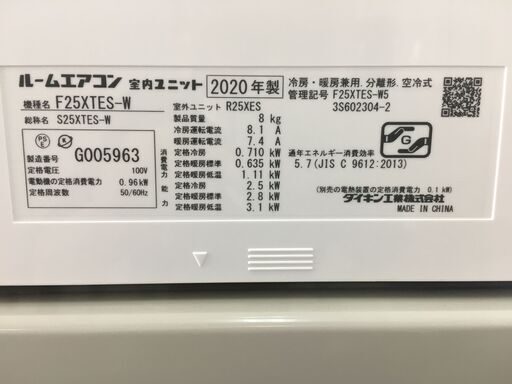 ルームエアコン 室内ユニット 2020年製
機種名 F25XTES-W
総称名 S25XTES-W
PS E
製造番号 G005963
定格電圧 100V
電動機の定格消費電力 0.96kW
定格周波数 50/60Hz
室外ユニット R25XES
製品質量 8 kg
冷房運転電流 8.1 A
暖房運転電流 7.4 A
消費電力 定格冷房 0.710 kW
定格暖房標準 0.635 kW
定格暖房低温 1.11 kW
能力 定格冷房 2.5 kW
定格暖房標準 2.8 kW
定格暖房低温 3.1 kW
冷房・暖房兼用.分離形.空冷式
管理記号 F25XTES-W5
3S602304-2
G
通年エネルギー消費効率
5.7(JIS C 9612:2013)
(別売の電熱装置の定格消費電力 0.1 kW)
ダイキン工業株式会社
MADE IN CHINA